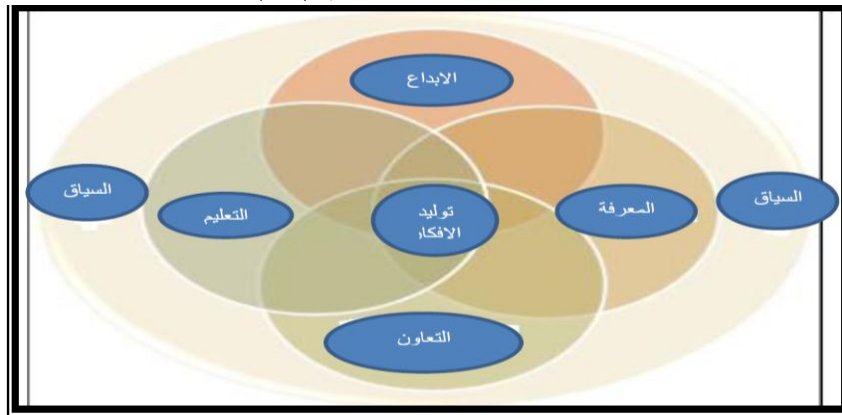 الابداع
السياق
المعرفة
توليد
الافكار
التعليم
السياق
التعاون